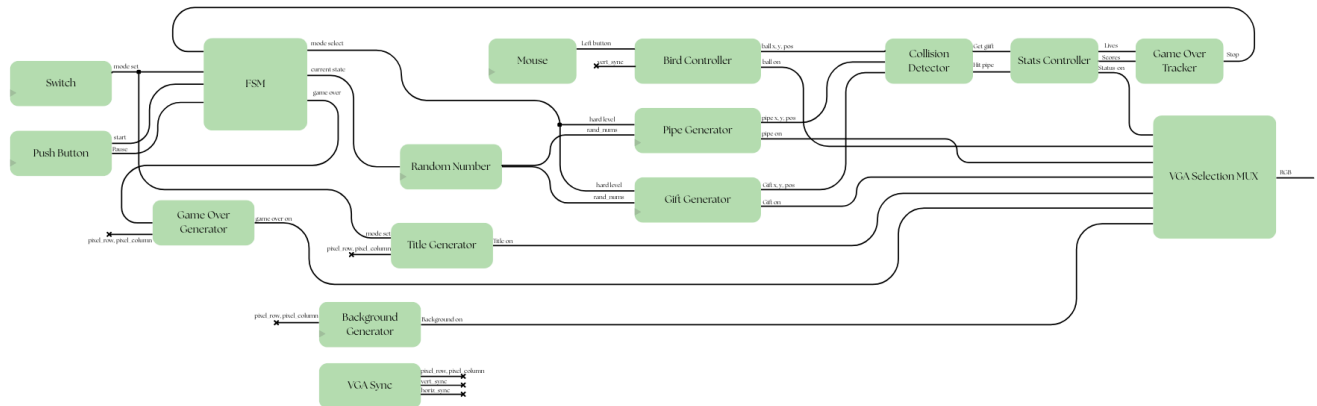 Switch
mode set
Push Button
start
Pause
FSM
mode select
current state
game over
Game Over
Generator
pixel_row, pixel_column
game over on
Random Number
mode set
pixel_row, pixel_column
Title Generator
Title on
pixel_row, pixel_column
Background
Generator
Background on
VGA Sync
pixel_row, pixel_column
vert_sync
horiz_sync
Mouse
Left button
vert_sync
Bird Controller
ball x, y, pos
ball on
hard level
rand_nums
Pipe Generator
pipe x, y, pos
pipe on
hard level
rand_nums
Gift Generator
Gift x, y, pos
Gift on
Collision
Detector
Get gift
Hit pipe
Stats Controller
Lives
Scores
Status on
Game Over
Tracker
Stop
VGA Selection MUX
RGB